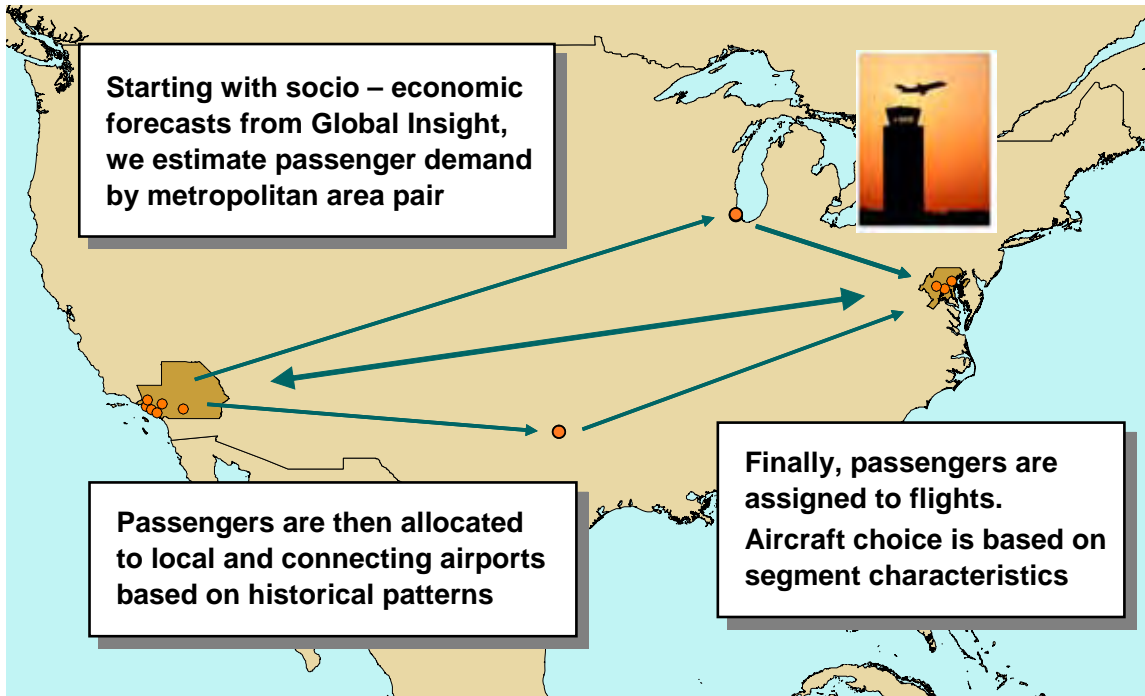 Starting with socio – economic
forecasts from Global Insight,
we estimate passenger demand
by metropolitan area pair
Passengers are then allocated
to local and connecting airports
based on historical patterns
Finally, passengers are
assigned to flights.
Aircraft choice is based on
segment characteristics